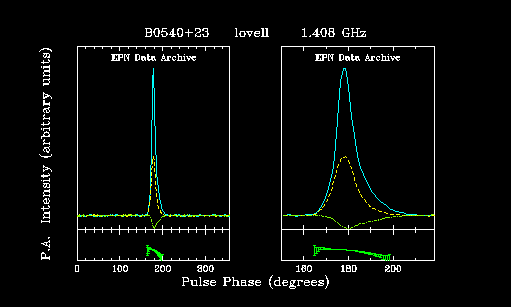 B0540+23 lovell 1.408 GHz
EPN Data Archive EPN Data Archive
Intensity (arbitrary units)
P.A.
0 100 200 300 160 180 200
Pulse Phase (degrees)